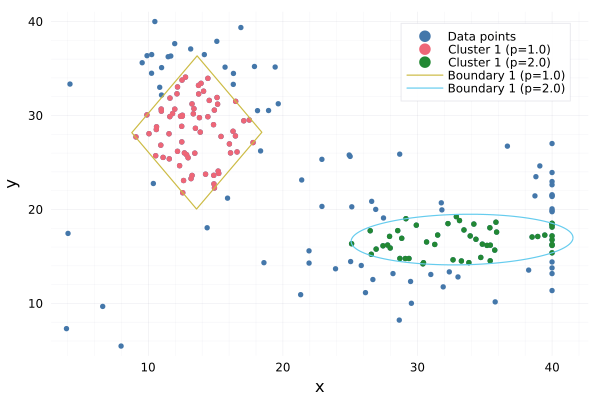 40
30
20
10
y
10
20
30
40
x
Data points
Cluster 1 (p=1.0)
Cluster 1 (p=2.0)
Boundary 1 (p=1.0)
Boundary 1 (p=2.0)